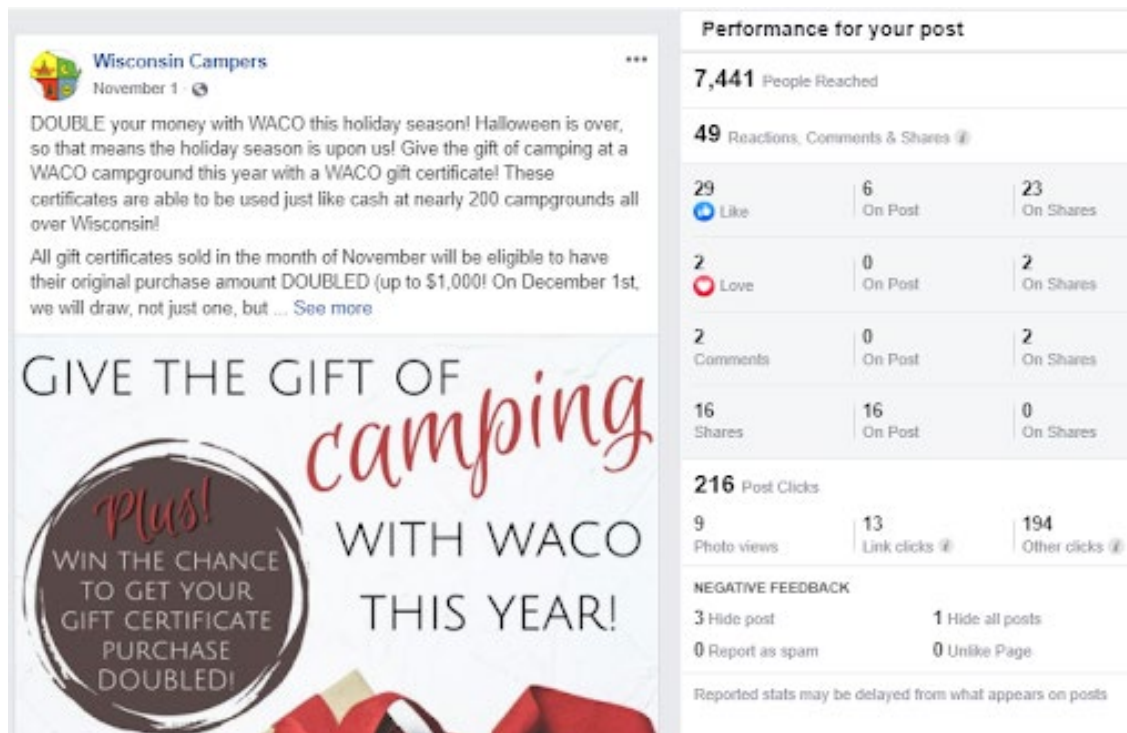 Wisconsin Campers
November 1
DOUBLE your money with WACO this holiday season! Halloween is over,
so that means the holiday season is upon us! Give the gift of camping at a
WACO campground this year with a WACO gift certificate! These
certificates are able to be used just like cash at nearly 200 campgrounds all
over Wisconsin!
All gift certificates sold in the month of November will be eligible to have
their original purchase amount DOUBLED (up to $1,000! On December 1st,
we will draw, not just one, but ... See more
GIVE THE GIFT OF
camping
WITH WACO
THIS YEAR!
Plus!
WIN THE CHANCE
TO GET YOUR
GIFT CERTIFICATE
PURCHASE
DOUBLED!
Performance for your post
7,441 People Reached
49 Reactions, Comments & Shares i
29 6 23
Like On Post On Shares
2 0 2
Love On Post On Shares
2 0 2
Comments On Post On Shares
16 16 0
Shares On Post On Shares
216 Post Clicks
9 13 194
Photo views Link clicks i Other clicks i
NEGATIVE FEEDBACK
3 Hide post 1 Hide all posts
0 Report as spam 0 Unlike Page
Reported stats may be delayed from what appears on posts